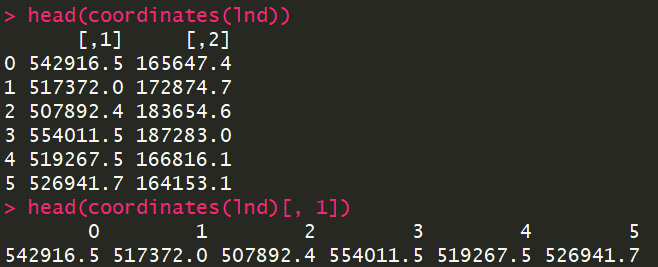 > head(coordinates(lnd))
      [,1]     [,2]
0 542916.5 165647.4
1 517372.0 172874.7
2 507892.4 183654.6
3 554011.5 187283.0
4 519267.5 166816.1
5 526941.7 164153.1
> head(coordinates(lnd)[, 1])
       0        1        2        3        4        5
542916.5 517372.0 507892.4 554011.5 519267.5 526941.7